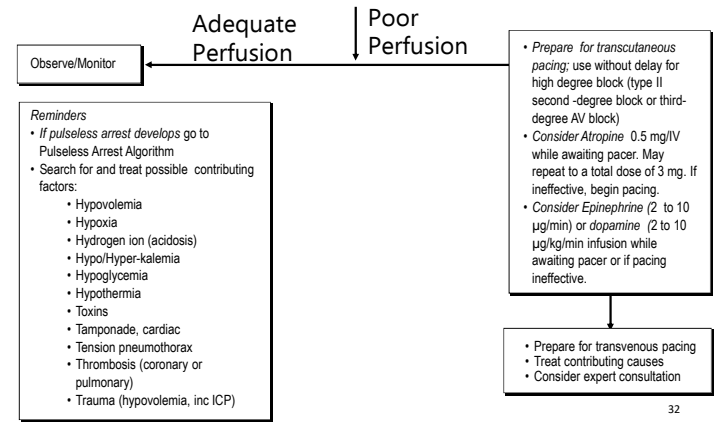 Adequate
Perfusion
Poor
Perfusion
Observe/Monitor
Reminders
• If pulseless arrest develops go to
Pulseless Arrest Algorithm
• Search for and treat possible contributing
factors:
• Hypovolemia
• Hypoxia
• Hydrogen ion (acidosis)
• Hypo/Hyper-kalemia
• Hypoglycemia
• Hypothermia
• Toxins
• Tamponade, cardiac
• Tension pneumothorax
• Thrombosis (coronary or
pulmonary)
• Trauma (hypovolemia, inc ICP)
• Prepare for transcutaneous
pacing; use without delay for
high degree block (type II
second -degree block or third-
degree AV block)
• Consider Atropine 0.5 mg/IV
while awaiting pacer. May
repeat to a total dose of 3 mg. If
ineffective, begin pacing.
• Consider Epinephrine (2 to 10
µg/min) or dopamine (2 to 10
µg/kg/min infusion while
awaiting pacer or if pacing
ineffective.
• Prepare for transvenous pacing
• Treat contributing causes
• Consider expert consultation
32